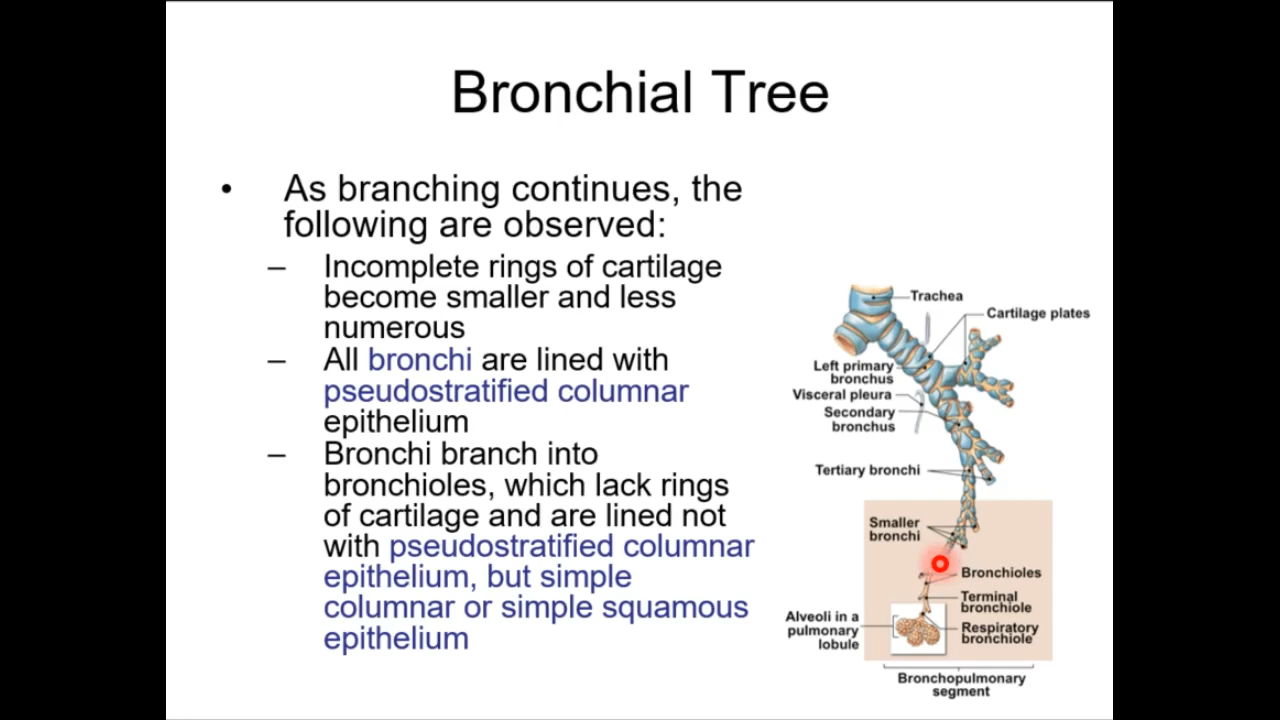 Bronchial Tree
• As branching continues, the
following are observed:
– Incomplete rings of cartilage
become smaller and less
numerous
– All bronchi are lined with
pseudostratified columnar
epithelium
– Bronchi branch into
bronchioles, which lack rings
of cartilage and are lined not
with pseudostratified columnar
epithelium, but simple
columnar or simple squamous
epithelium
Trachea
Cartilage plates
Left primary
bronchus
Visceral pleura
Secondary
bronchus
Tertiary bronchi
Smaller
bronchi
Bronchioles
Terminal
bronchiole
Respiratory
bronchiole
Alveoli in a
pulmonary
lobule
Bronchopulmonary
segment